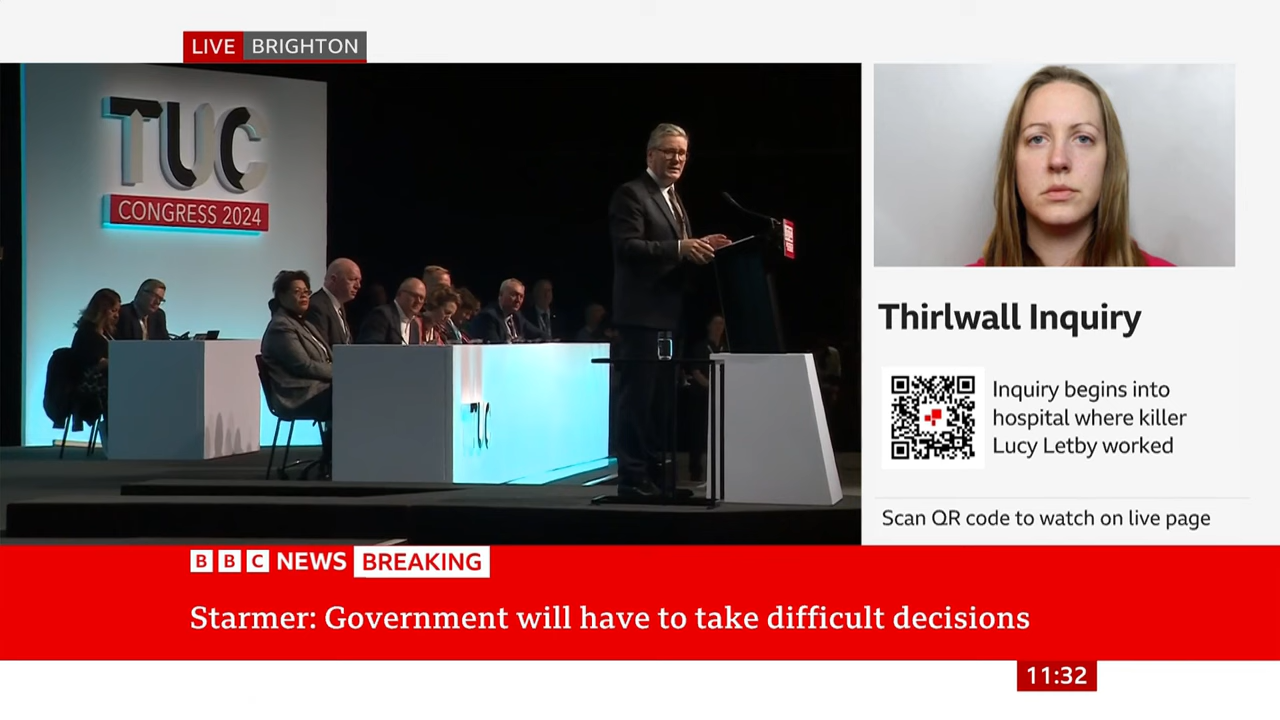 LIVE BRIGHTON
TUC
CONGRESS 2024
Thirlwall Inquiry
Inquiry begins into
hospital where killer
Lucy Letby worked
Scan QR code to watch on live page
BBC NEWS BREAKING
Starmer: Government will have to take difficult decisions
11:32